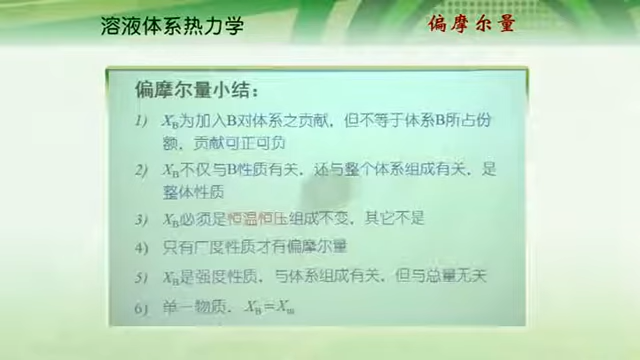 溶液体系热力学
偏摩尔量
偏摩尔量小结：
1) X_B为加入B对体系之贡献，但不等于体系B所占份
额，贡献可正可负
2) X_B不仅与B性质有关，还与整个体系组成有关，是
整体性质
3) X_B必须是恒温恒压组成不变，其它不是
4) 只有广度性质才有偏摩尔量
5) X_B是强度性质，与体系组成有关，但与总量无关
6) 单一物质，X_B=X_m